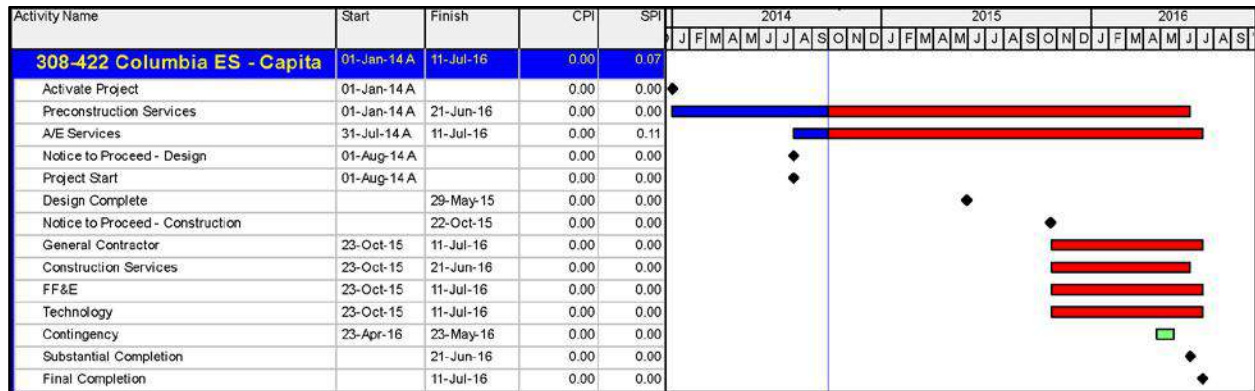 Activity Name Start Finish CPI SPI 2014 2015 2016
J F M A M J J A S O N D J F M A M J J A S O N D J F M A M J J A S
308-422 Columbia ES - Capita 01-Jan-14 A 11-Jul-16 0.00 0.07
Activate Project 01-Jan-14 A 0.00 0.00
Preconstruction Services 01-Jan-14 A 21-Jun-16 0.00 0.00
A/E Services 31-Jul-14 A 11-Jul-16 0.00 0.11
Notice to Proceed - Design 01-Aug-14 A 0.00 0.00
Project Start 01-Aug-14 A 0.00 0.00
Design Complete 29-May-15 0.00 0.00
Notice to Proceed - Construction 22-Oct-15 0.00 0.00
General Contractor 23-Oct-15 11-Jul-16 0.00 0.00
Construction Services 23-Oct-15 21-Jun-16 0.00 0.00
FF&E 23-Oct-15 11-Jul-16 0.00 0.00
Technology 23-Oct-15 11-Jul-16 0.00 0.00
Contingency 23-Apr-16 23-May-16 0.00 0.00
Substantial Completion 21-Jun-16 0.00 0.00
Final Completion 11-Jul-16 0.00 0.00